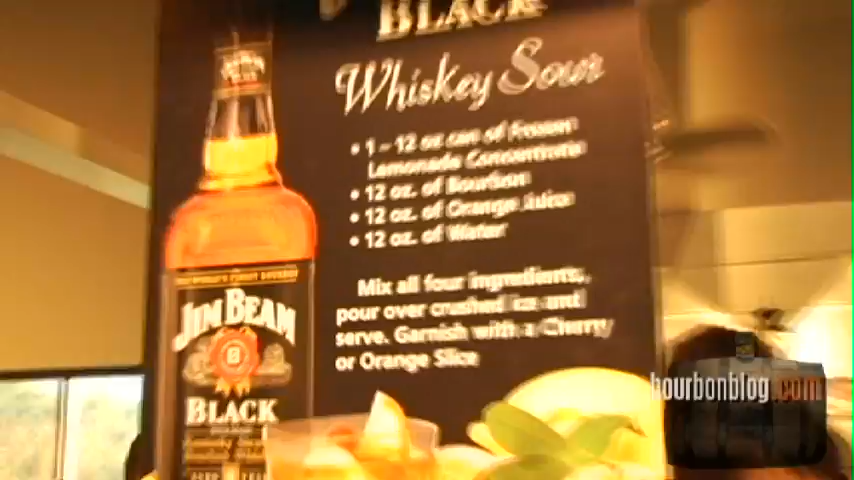 BLACK
Whiskey Sour
• 1 – 12 oz can of Frozen
Lemonade Concentrate
• 12 oz. of Bourbon
• 12 oz. of Orange Juice
• 12 oz. of Water
Mix all four ingredients,
pour over crushed ice and
serve. Garnish with a Cherry
or Orange Slice
JIM BEAM
B
BLACK
bourbonblog.com